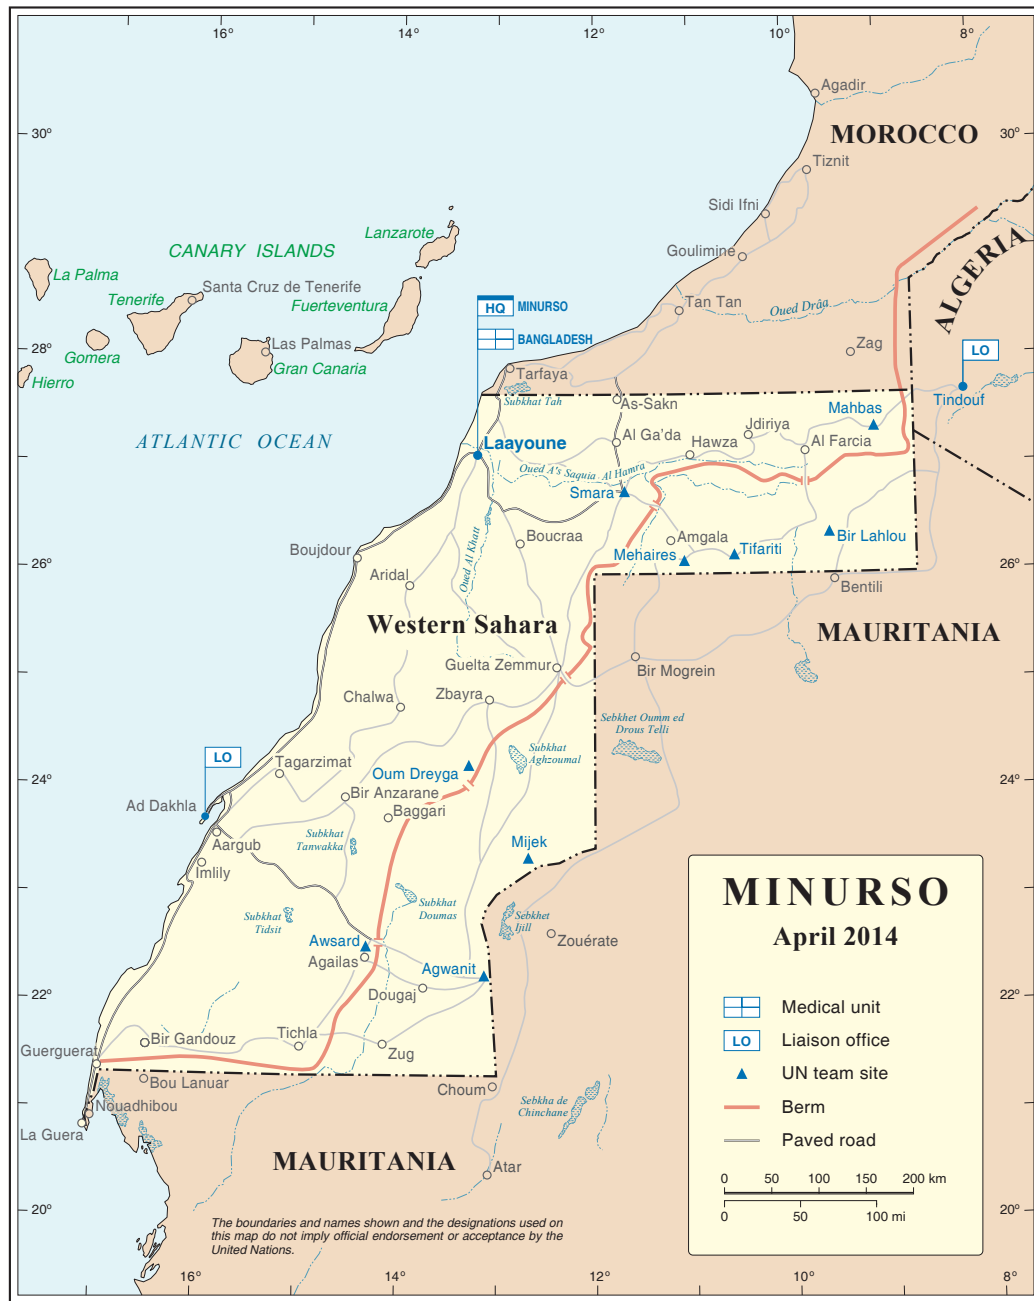 16°
14°
12°
10°
8°
Agadir
30°
MOROCCO
30°
Tiznit
Sidi Ifni
Lanzarote
CANARY ISLANDS
Goulimine
ALGERIA
La Palma
Santa Cruz de Tenerife
Tenerife
Fuerteventura
HQ
MINURSO
Tan Tan
Oued Drâa
BANGLADESH
28°
Las Palmas
Zag
LO
28°
Gomera
Gran Canaria
Tarfaya
Hierro
Subkhat Tah
As-Sakn
Mahbas
Tindouf
Jdiriya
ATLANTIC OCEAN
Laayoune
Al Ga'da
Hawza
Al Farcia
Oued A's Saquia Al Hamra
Smara
Oued Al Khatt
Boucraa
Amgala
Bir Lahlou
Boujdour
Mehaires
Tifariti
26°
Aridal
26°
Bentili
Western Sahara
MAURITANIA
Guelta Zemmur
Bir Mogrein
Chalwa
Zbayra
Sebkhet Oumm ed
Drous Telli
LO
Subkhat
Aghzoumal
Tagarzimat
Oum Dreyga
24°
24°
Bir Anzarane
Ad Dakhla
Baggari
Aargub
Subkhat
Tanwakka
Mijek
Imlily
Subkhat
Doumas
Subkhat
Tidsit
Sebkhet
Ijill
Awsard
Zouérate
Agailas
Agwanit
22°
Dougaj
22°
Bir Gandouz
Tichla
Zug
Guerguerat
Bou Lanuar
Choum
Nouadhibou
Sebkha de
Chinchane
La Guera
MAURITANIA
Atar
20°
20°
The boundaries and names shown and the designations used on
this map do not imply official endorsement or acceptance by the
United Nations.
MINURSO
April 2014
Medical unit
LO
Liaison office
UN team site
Berm
Paved road
0 50 100 150 200 km
0 50 100 mi
16°
14°
12°
10°